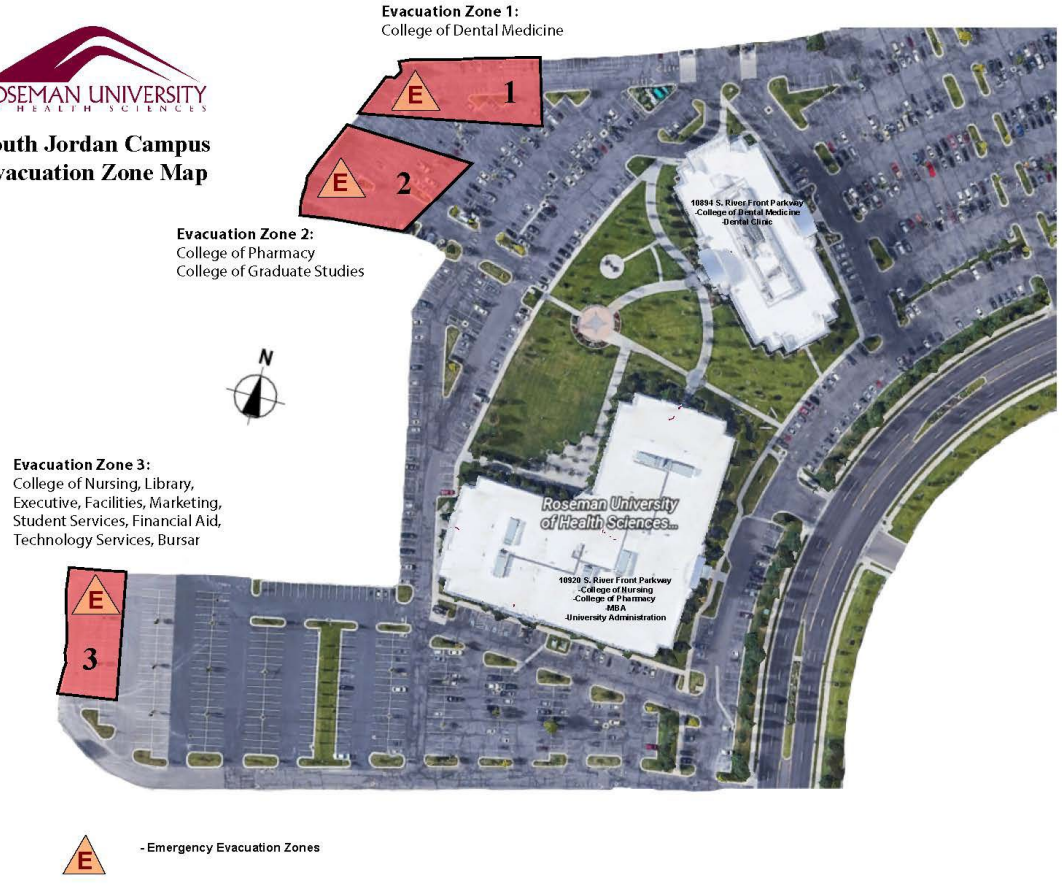 Evacuation Zone 1:
College of Dental Medicine
OSEMAN UNIVERSITY
HEALTH SCIENCES
outh Jordan Campus
vacuation Zone Map
E
1
E
2
10894 S. River Front Parkway
-College of Dental Medicine
-Dental Clinic
Evacuation Zone 2:
College of Pharmacy
College of Graduate Studies
N
Evacuation Zone 3:
College of Nursing, Library,
Executive, Facilities, Marketing,
Student Services, Financial Aid,
Technology Services, Bursar
Roseman University
of Health Sciences...
10920 S. River Front Parkway
-College of Nursing
-College of Pharmacy
-MBA
-University Administration
E
3
E
- Emergency Evacuation Zones